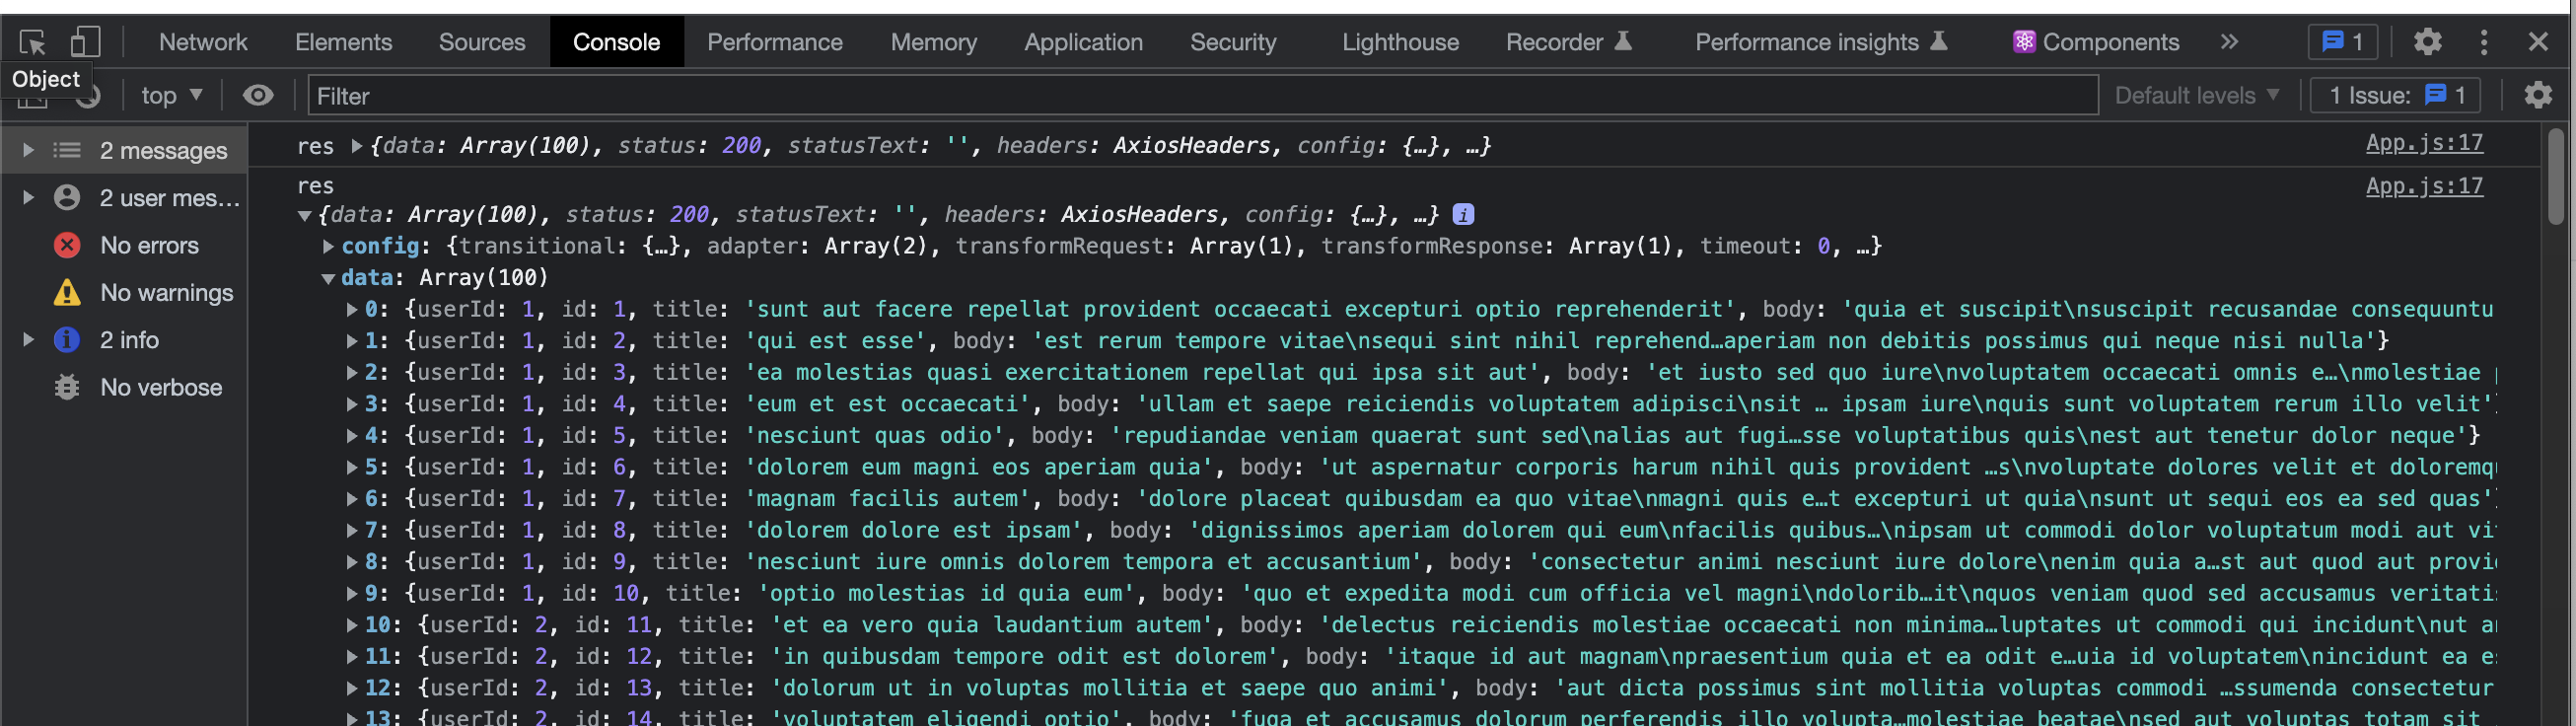 Network Elements Sources Console Performance Memory Application Security Lighthouse Recorder Performance insights Components » 1
Object
top Filter Default levels 1 Issue: 1
2 messages
2 user mes...
No errors
No warnings
2 info
No verbose
res {data: Array(100), status: 200, statusText: '', headers: AxiosHeaders, config: {…}, …} App.js:17
res App.js:17
{data: Array(100), status: 200, statusText: '', headers: AxiosHeaders, config: {…}, …} i
config: {transitional: {…}, adapter: Array(2), transformRequest: Array(1), transformResponse: Array(1), timeout: 0, …}
data: Array(100)
0: {userId: 1, id: 1, title: 'sunt aut facere repellat provident occaecati excepturi optio reprehenderit', body: 'quia et suscipit\nsuscipit recusandae consequuntu
1: {userId: 1, id: 2, title: 'qui est esse', body: 'est rerum tempore vitae\nsequi sint nihil reprehend…aperiam non debitis possimus qui neque nisi nulla'}
2: {userId: 1, id: 3, title: 'ea molestias quasi exercitationem repellat qui ipsa sit aut', body: 'et iusto sed quo iure\nvoluptatem occaecati omnis e…\nmolestiae
3: {userId: 1, id: 4, title: 'eum et est occaecati', body: 'ullam et saepe reiciendis voluptatem adipisci\nsit … ipsam iure\nquis sunt voluptatem rerum illo velit'}
4: {userId: 1, id: 5, title: 'nesciunt quas odio', body: 'repudiandae veniam quaerat sunt sed\nalias aut fugi…sse voluptatibus quis\nest aut tenetur dolor neque'}
5: {userId: 1, id: 6, title: 'dolorem eum magni eos aperiam quia', body: 'ut aspernatur corporis harum nihil quis provident …s\nvoluptate dolores velit et doloremq
6: {userId: 1, id: 7, title: 'magnam facilis autem', body: 'dolore placeat quibusdam ea quo vitae\nmagni quis e…t excepturi ut quia\nsunt ut sequi eos ea sed quas'}
7: {userId: 1, id: 8, title: 'dolorem dolore est ipsam', body: 'dignissimos aperiam dolorem qui eum\nfacilis quibus…\nipsam ut commodi dolor voluptatum modi aut vit
8: {userId: 1, id: 9, title: 'nesciunt iure omnis dolorem tempora et accusantium', body: 'consectetur animi nesciunt iure dolore\nenim quia a…st aut quod aut provi
9: {userId: 1, id: 10, title: 'optio molestias id quia eum', body: 'quo et expedita modi cum officia vel magni\ndolorib…it\nquos veniam quod sed accusamus veritatis
10: {userId: 2, id: 11, title: 'et ea vero quia laudantium autem', body: 'delectus reiciendis molestiae occaecati non minima…luptates ut commodi qui incidunt\nut a
11: {userId: 2, id: 12, title: 'in quibusdam tempore odit est dolorem', body: 'itaque id aut magnam\npraesentium quia et ea odit e…uia id voluptatem\nincidunt ea e
12: {userId: 2, id: 13, title: 'dolorum ut in voluptas mollitia et saepe quo animi', body: 'aut dicta possimus sint mollitia voluptas commodi …ssumenda consectetur
13: {userId: 2, id: 14, title: 'voluptatem eligendi optio', body: 'fuga et accusamus dolorum perferendis illo volupta…molestiae beatae\nsed aut voluptas totam sit